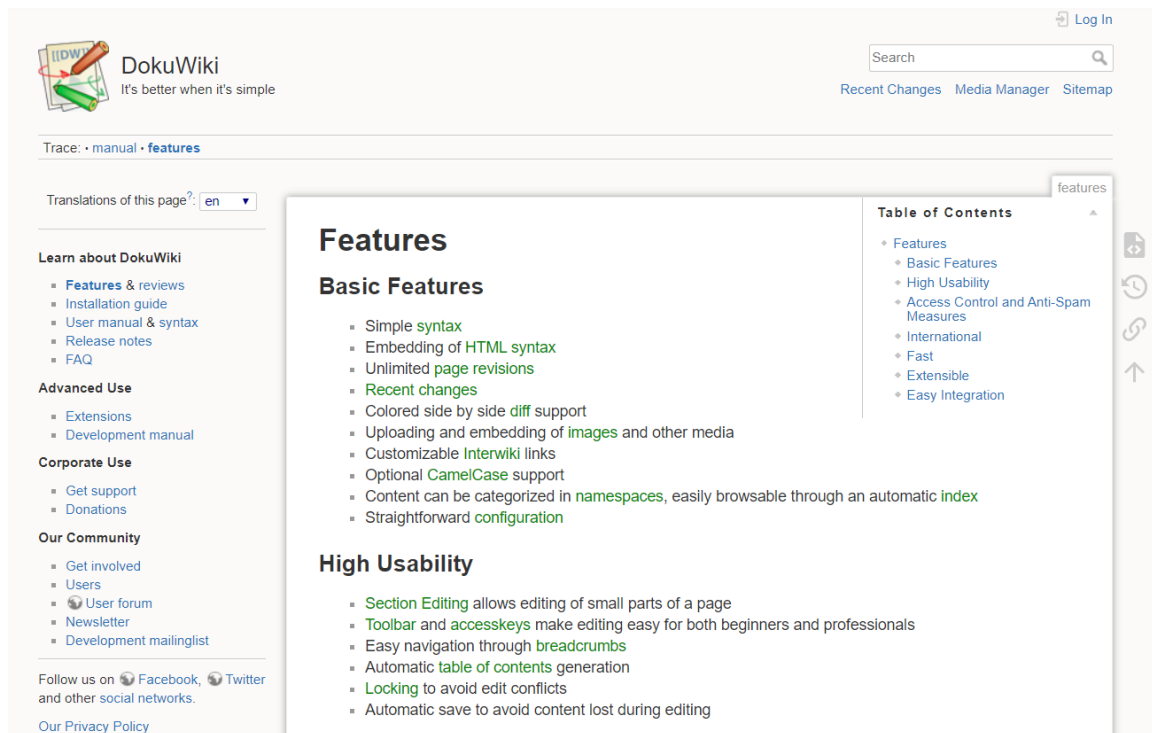 Log In
[[DW]]
DokuWiki
It's better when it's simple
Search
Recent Changes Media Manager Sitemap
Trace: • manual • features
Translations of this page?: en
features
Learn about DokuWiki
Features & reviews
Installation guide
User manual & syntax
Release notes
FAQ
Advanced Use
Extensions
Development manual
Corporate Use
Get support
Donations
Our Community
Get involved
Users
User forum
Newsletter
Development mailinglist
Follow us on Facebook, Twitter
and other social networks.
Our Privacy Policy
Features
Basic Features
Simple syntax
Embedding of HTML syntax
Unlimited page revisions
Recent changes
Colored side by side diff support
Uploading and embedding of images and other media
Customizable Interwiki links
Optional CamelCase support
Content can be categorized in namespaces, easily browsable through an automatic index
Straightforward configuration
High Usability
Section Editing allows editing of small parts of a page
Toolbar and accesskeys make editing easy for both beginners and professionals
Easy navigation through breadcrumbs
Automatic table of contents generation
Locking to avoid edit conflicts
Automatic save to avoid content lost during editing
Table of Contents
Features
Basic Features
High Usability
Access Control and Anti-Spam
Measures
International
Fast
Extensible
Easy Integration